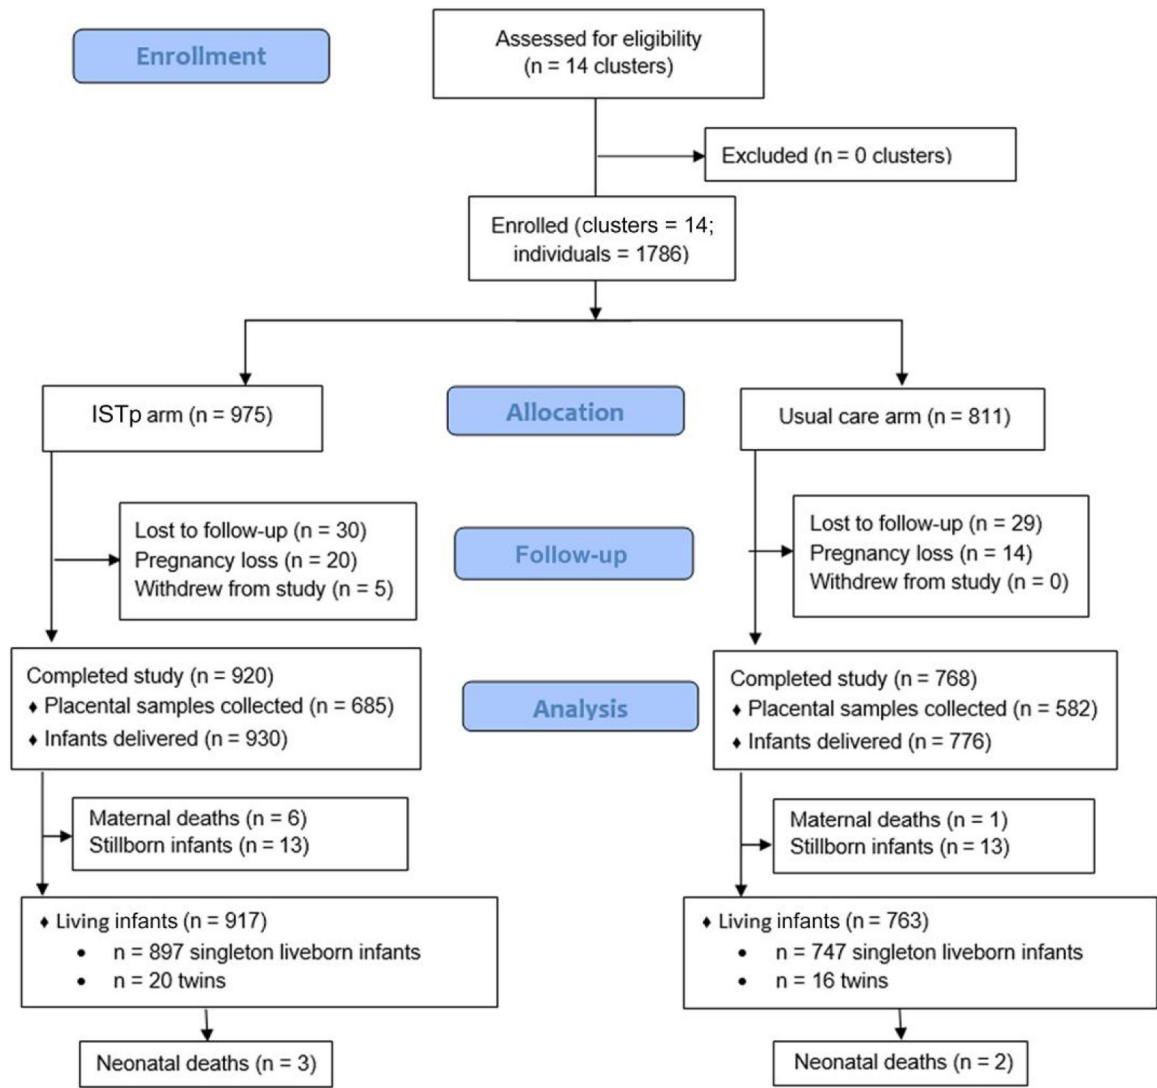 Enrollment
Assessed for eligibility
(n = 14 clusters)
Excluded (n = 0 clusters)
Enrolled (clusters = 14;
individuals = 1786)
ISTp arm (n = 975)
Allocation
Usual care arm (n = 811)
Lost to follow-up (n = 30)
Pregnancy loss (n = 20)
Withdrew from study (n = 5)
Follow-up
Lost to follow-up (n = 29)
Pregnancy loss (n = 14)
Withdrew from study (n = 0)
Completed study (n = 920)
♦ Placental samples collected (n = 685)
♦ Infants delivered (n = 930)
Analysis
Completed study (n = 768)
♦ Placental samples collected (n = 582)
♦ Infants delivered (n = 776)
Maternal deaths (n = 6)
Stillborn infants (n = 13)
Maternal deaths (n = 1)
Stillborn infants (n = 13)
♦ Living infants (n = 917)
• n = 897 singleton liveborn infants
• n = 20 twins
♦ Living infants (n = 763)
• n = 747 singleton liveborn infants
• n = 16 twins
Neonatal deaths (n = 3)
Neonatal deaths (n = 2)